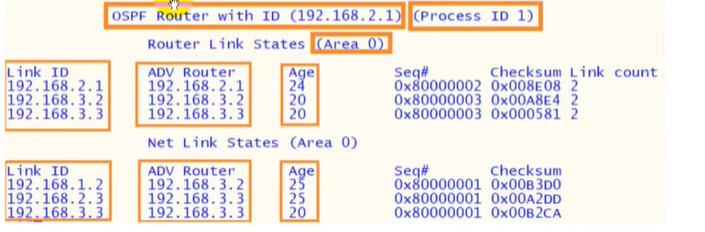 OSPF Router with ID (192.168.2.1) (Process ID 1)
Router Link States (Area 0)
Link ID ADV Router Age Seq# Checksum Link count
192.168.2.1 192.168.2.1 24 0x80000002 0x008E08 2
192.168.3.2 192.168.3.2 20 0x80000003 0x00A8E4 2
192.168.3.3 192.168.3.3 20 0x80000003 0x000581 2
Net Link States (Area 0)
Link ID ADV Router Age Seq# Checksum
192.168.1.2 192.168.3.2 25 0x80000001 0x00B3D0
192.168.2.3 192.168.3.3 25 0x80000001 0x00A2DD
192.168.3.3 192.168.3.3 20 0x80000001 0x00B2CA